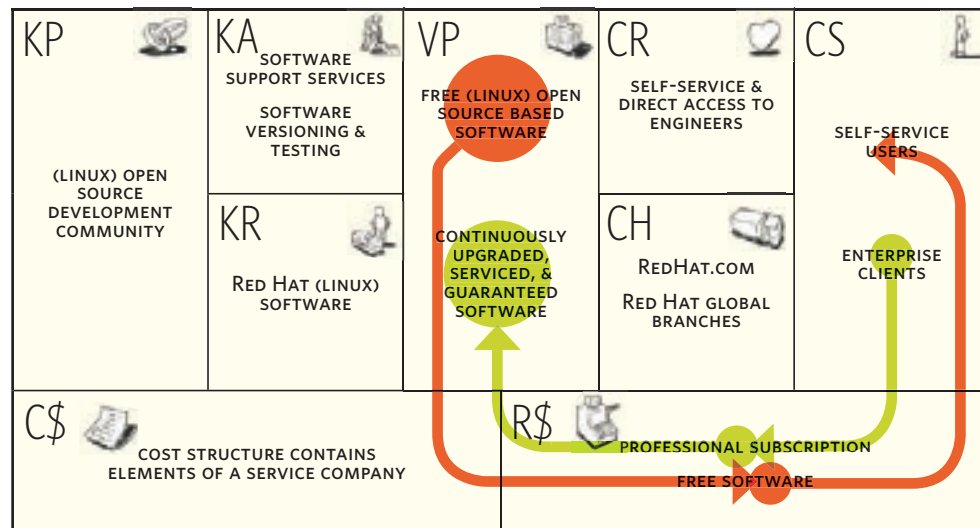 KP
(LINUX) OPEN
SOURCE
DEVELOPMENT
COMMUNITY
KA
SOFTWARE
SUPPORT SERVICES
SOFTWARE
VERSIONING &
TESTING
KR
RED HAT (LINUX)
SOFTWARE
VP
FREE (LINUX) OPEN
SOURCE BASED
SOFTWARE
CONTINUOUSLY
UPGRADED,
SERVICED, &
GUARANTEED
SOFTWARE
CR
SELF-SERVICE &
DIRECT ACCESS TO
ENGINEERS
CH
REDHAT.COM
RED HAT GLOBAL
BRANCHES
CS
SELF-SERVICE
USERS
ENTERPRISE
CLIENTS
C$
COST STRUCTURE CONTAINS
ELEMENTS OF A SERVICE COMPANY
R$
PROFESSIONAL SUBSCRIPTION
FREE SOFTWARE